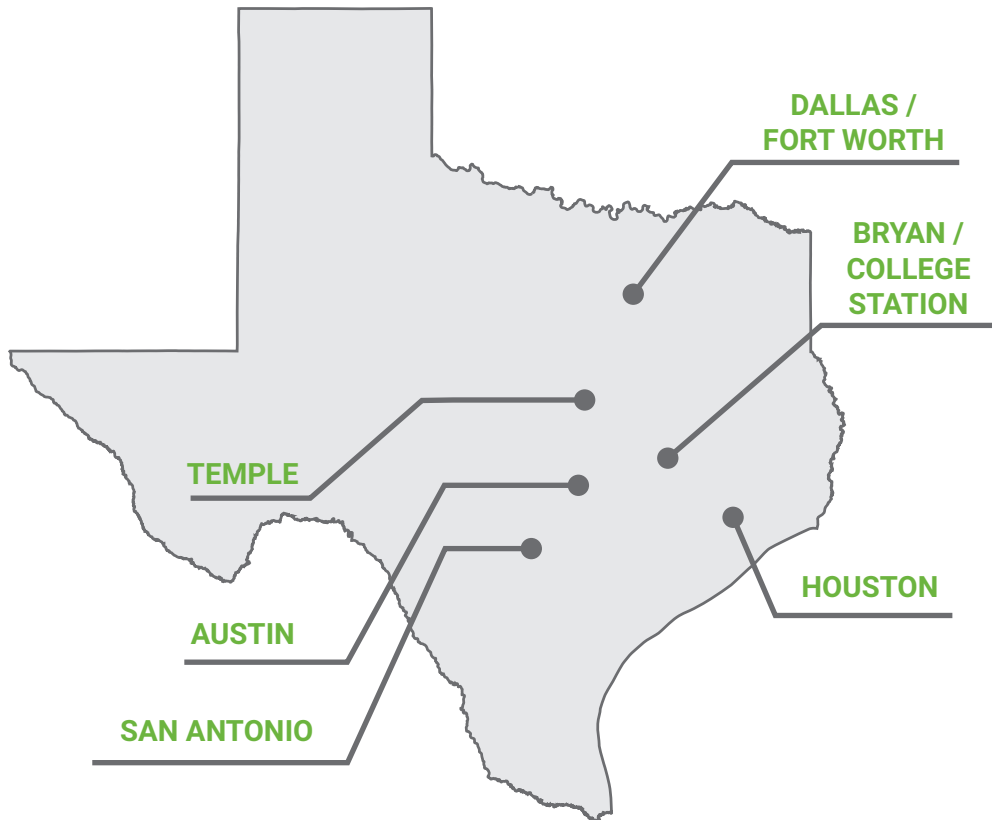 DALLAS /
FORT WORTH
BRYAN /
COLLEGE
STATION
TEMPLE
HOUSTON
AUSTIN
SAN ANTONIO